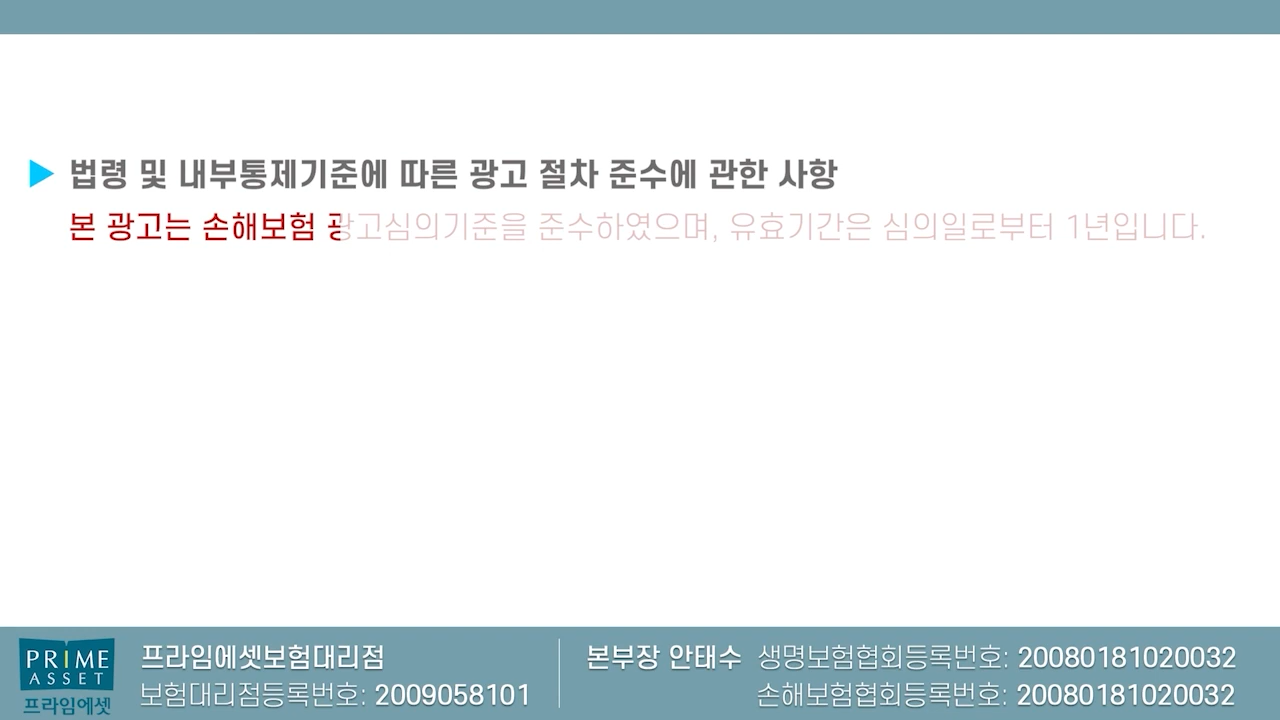 ▶ 법령 및 내부통제기준에 따른 광고 절차 준수에 관한 사항
본 광고는 손해보험 광고심의기준을 준수하였으며, 유효기간은 심의일로부터 1년입니다.
PRIME
ASSET
프라임에셋
프라임에셋보험대리점
보험대리점등록번호: 2009058101
본부장 안태수 생명보험협회등록번호: 20080181020032
손해보험협회등록번호: 20080181020032